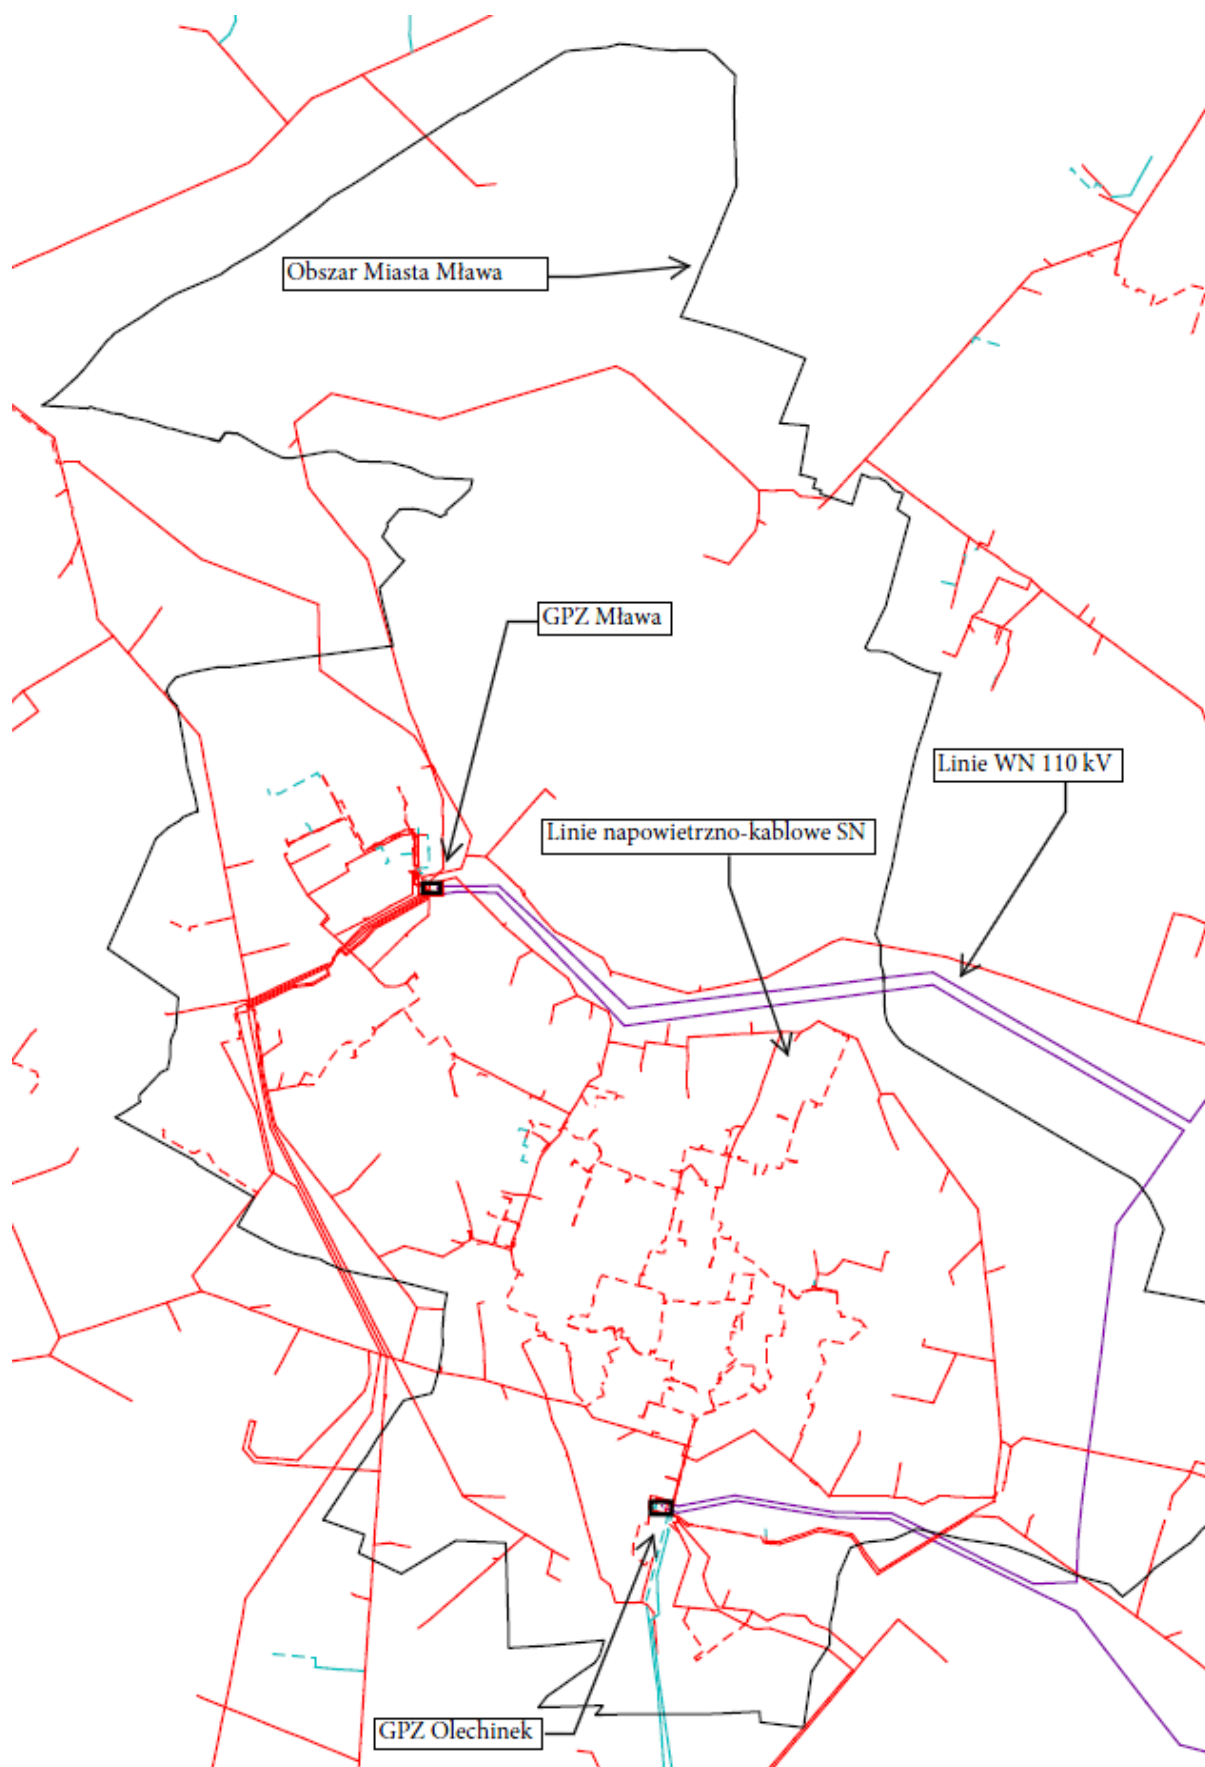 Obszar Miasta Mława
GPZ Mława
Linie WN 110 kV
Linie napowietrzno-kablowe SN
GPZ Olechinek